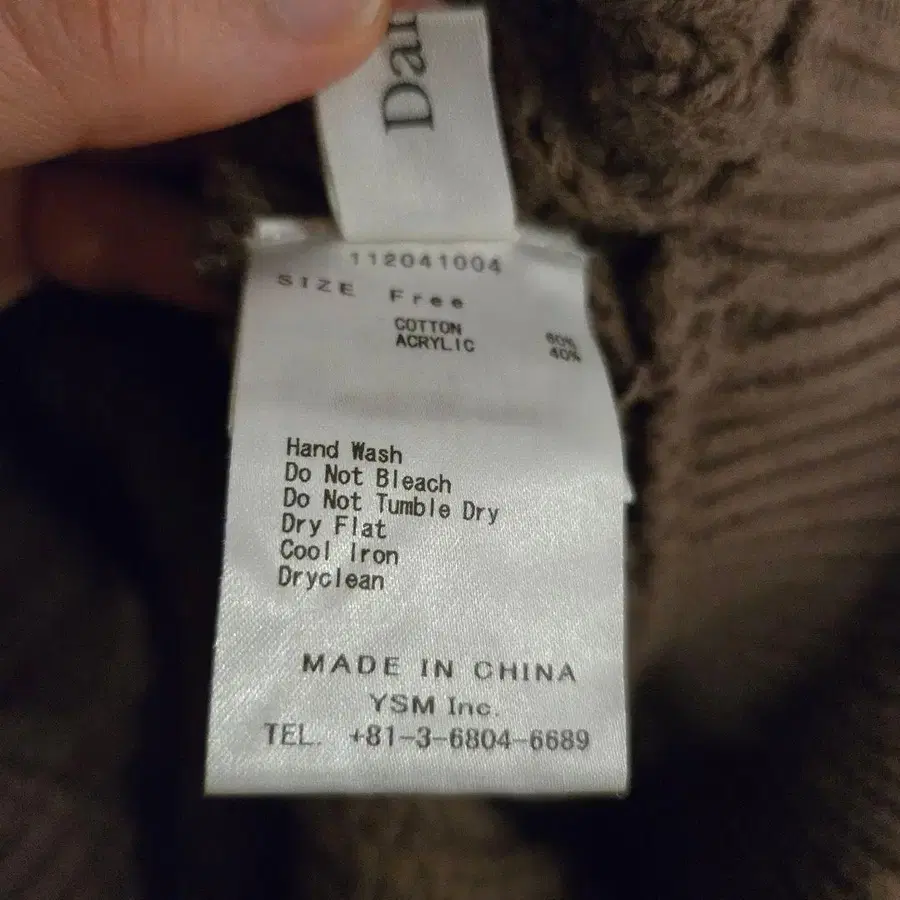 Dar
112041004
SIZE Free
COTTON 60%
ACRYLIC 40%
Hand Wash
Do Not Bleach
Do Not Tumble Dry
Dry Flat
Cool Iron
Dryclean
MADE IN CHINA
YSM Inc.
TEL. +81-3-6804-6689